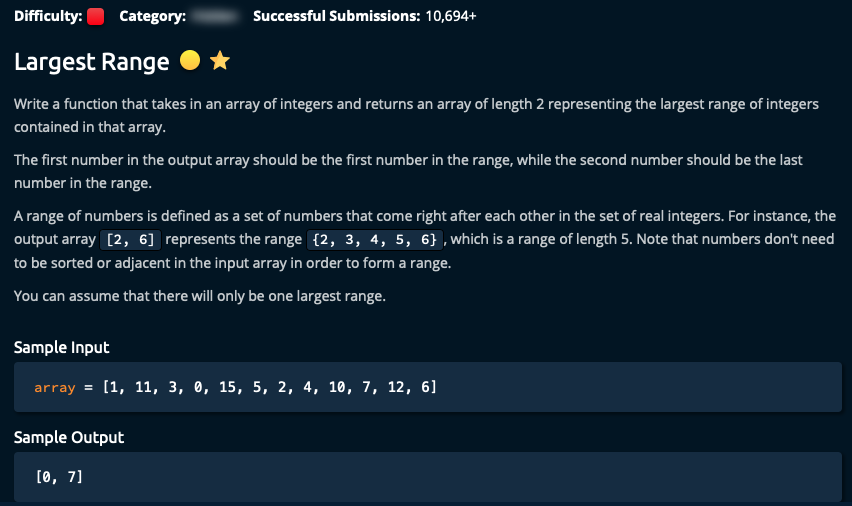 Difficulty: Category: Successful Submissions: 10,694+
Largest Range
Write a function that takes in an array of integers and returns an array of length 2 representing the largest range of integers
contained in that array.
The first number in the output array should be the first number in the range, while the second number should be the last
number in the range.
A range of numbers is defined as a set of numbers that come right after each other in the set of real integers. For instance, the
output array [2, 6] represents the range {2, 3, 4, 5, 6}, which is a range of length 5. Note that numbers don't need
to be sorted or adjacent in the input array in order to form a range.
You can assume that there will only be one largest range.
Sample Input
array = [1, 11, 3, 0, 15, 5, 2, 4, 10, 7, 12, 6]
Sample Output
[0, 7]